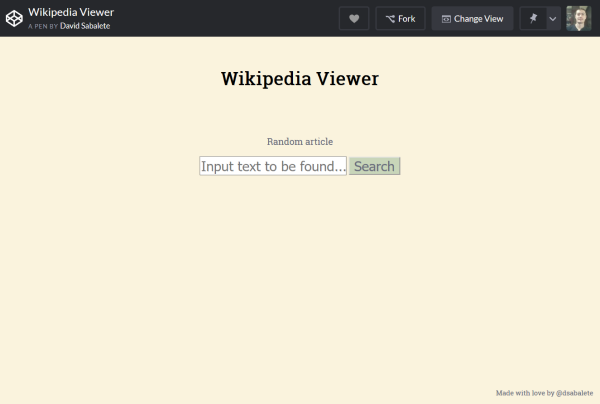 Wikipedia Viewer
A PEN BY David Sabalete
Fork
Change View
Wikipedia Viewer
Random article
Input text to be found...
Search
Made with love by @dsabalete